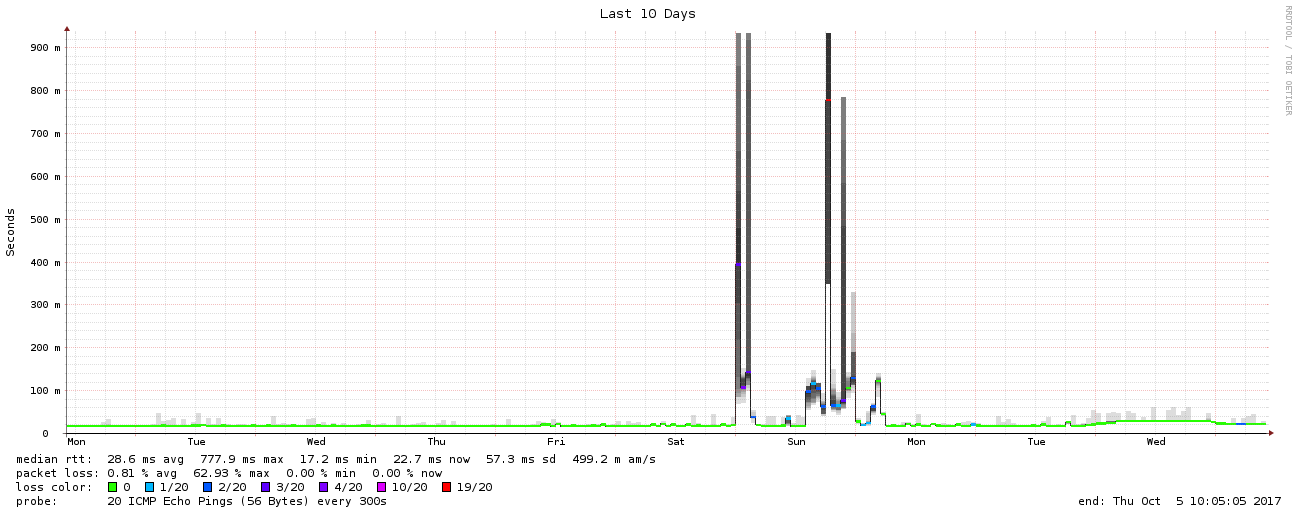 Last 10 Days
RRDTOOL / TOBI OETIKER
Seconds
900 m
800 m
700 m
600 m
500 m
400 m
300 m
200 m
100 m
0
Mon Tue Wed Thu Fri Sat Sun Mon Tue Wed
median rtt: 28.6 ms avg 777.9 ms max 17.2 ms min 22.7 ms now 57.3 ms sd 499.2 m am/s
packet loss: 0.81 % avg 62.93 % max 0.00 % min 0.00 % now
loss color: 0 1/20 2/20 3/20 4/20 10/20 19/20
probe: 20 ICMP Echo Pings (56 Bytes) every 300s end: Thu Oct 5 10:05:05 2017